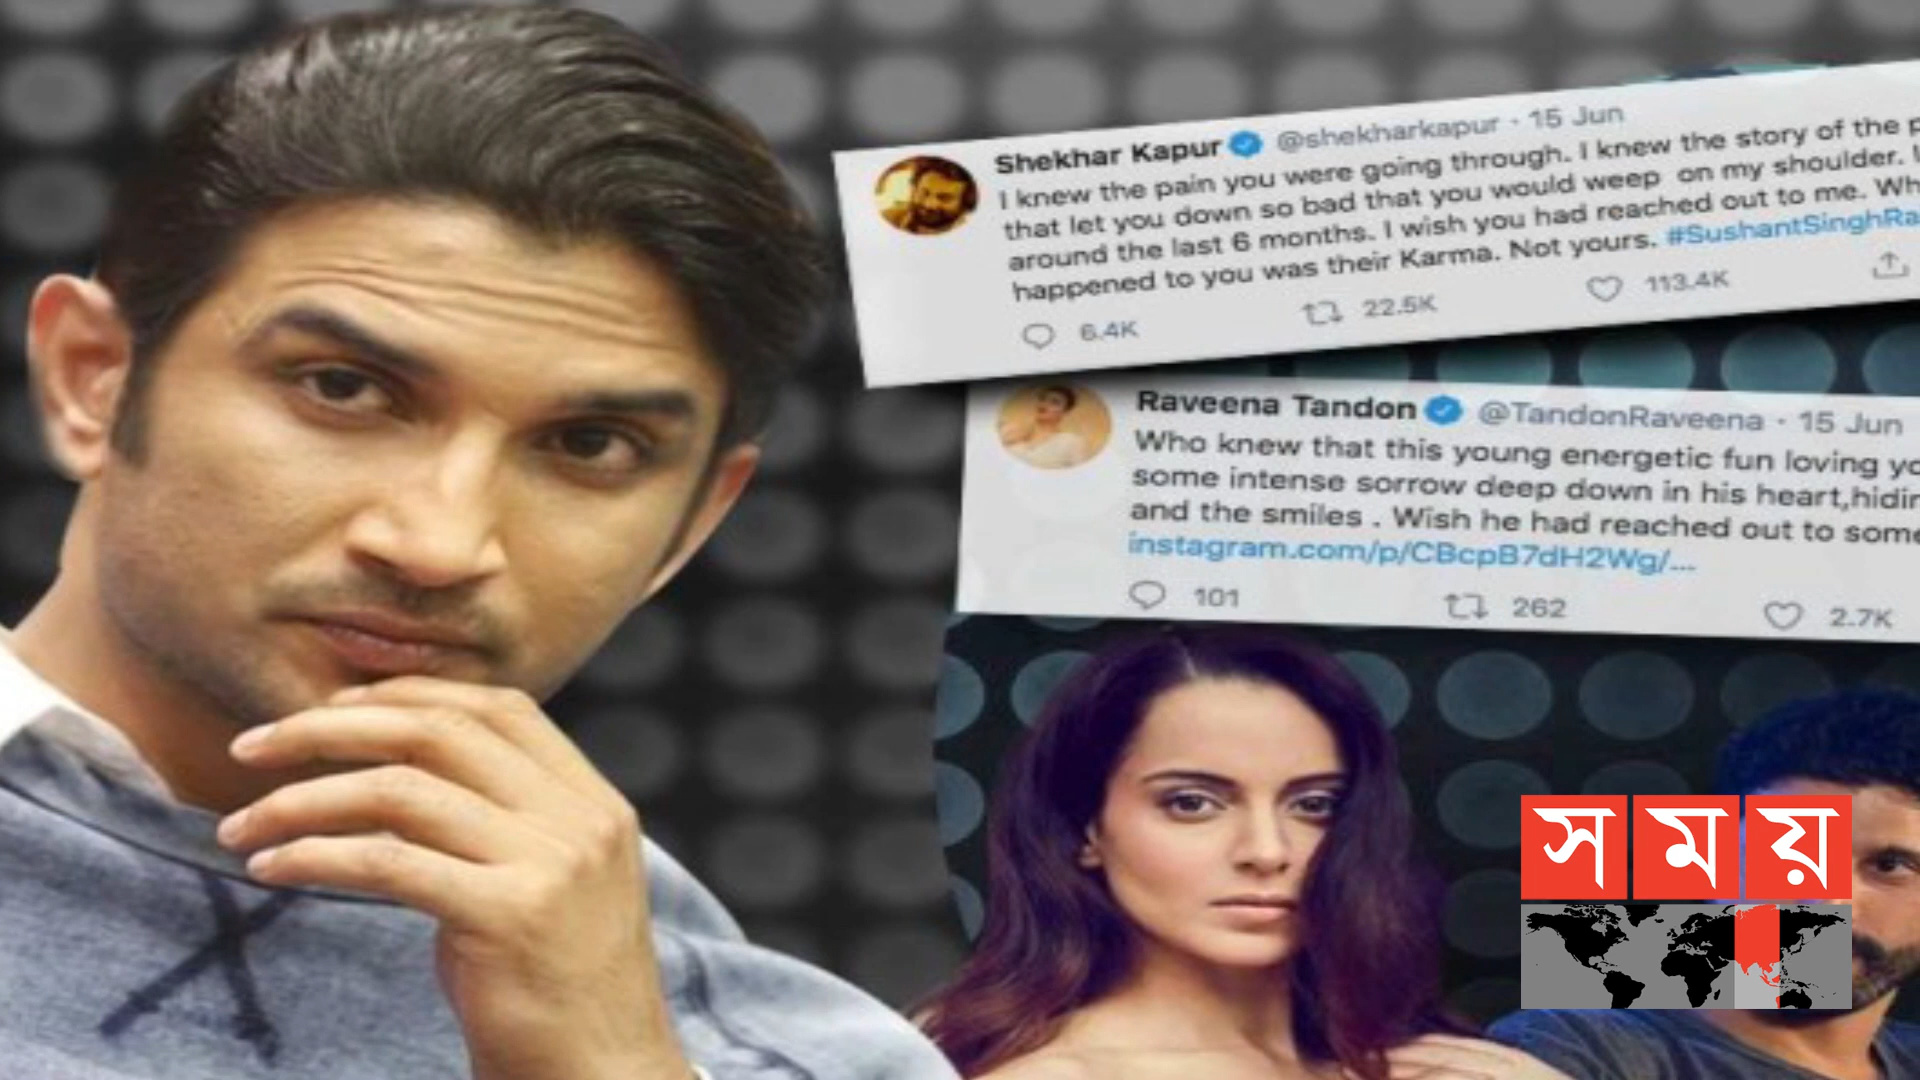 Shekhar Kapur @shekharkapur · 15 Jun
I knew the pain you were going through. I knew the story of the
that let you down so bad that you would weep on my shoulder.
around the last 6 months. I wish you had reached out to me.
happened to you was their Karma. Not yours.
6.4K 22.5K 113.4K
Raveena Tandon @TandonRaveena · 15 Jun
Who knew that this young energetic fun loving
some intense sorrow deep down in his heart,
and the smiles . Wish he had reached out to
instagram.com/p/CBcpB7dH2Wg/...
101 262 2.7K
সময়